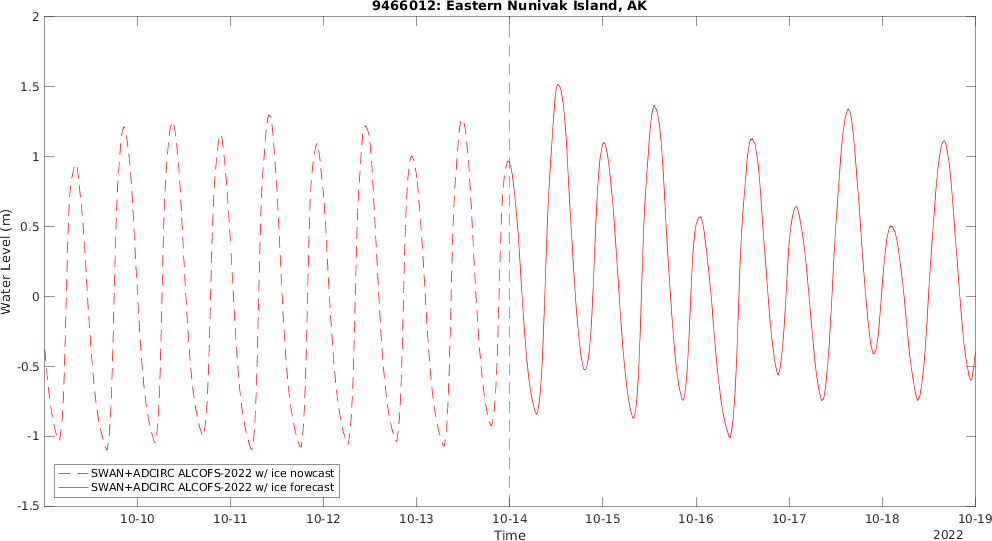 9466012: Eastern Nunivak Island, AK
2
1.5
1
0.5
0
-0.5
-1
-1.5
Water Level (m)
SWAN+ADCIRC ALCOFS-2022 w/ ice nowcast
SWAN+ADCIRC ALCOFS-2022 w/ ice forecast
10-10 10-11 10-12 10-13 10-14 10-15 10-16 10-17 10-18 10-19
Time
2022